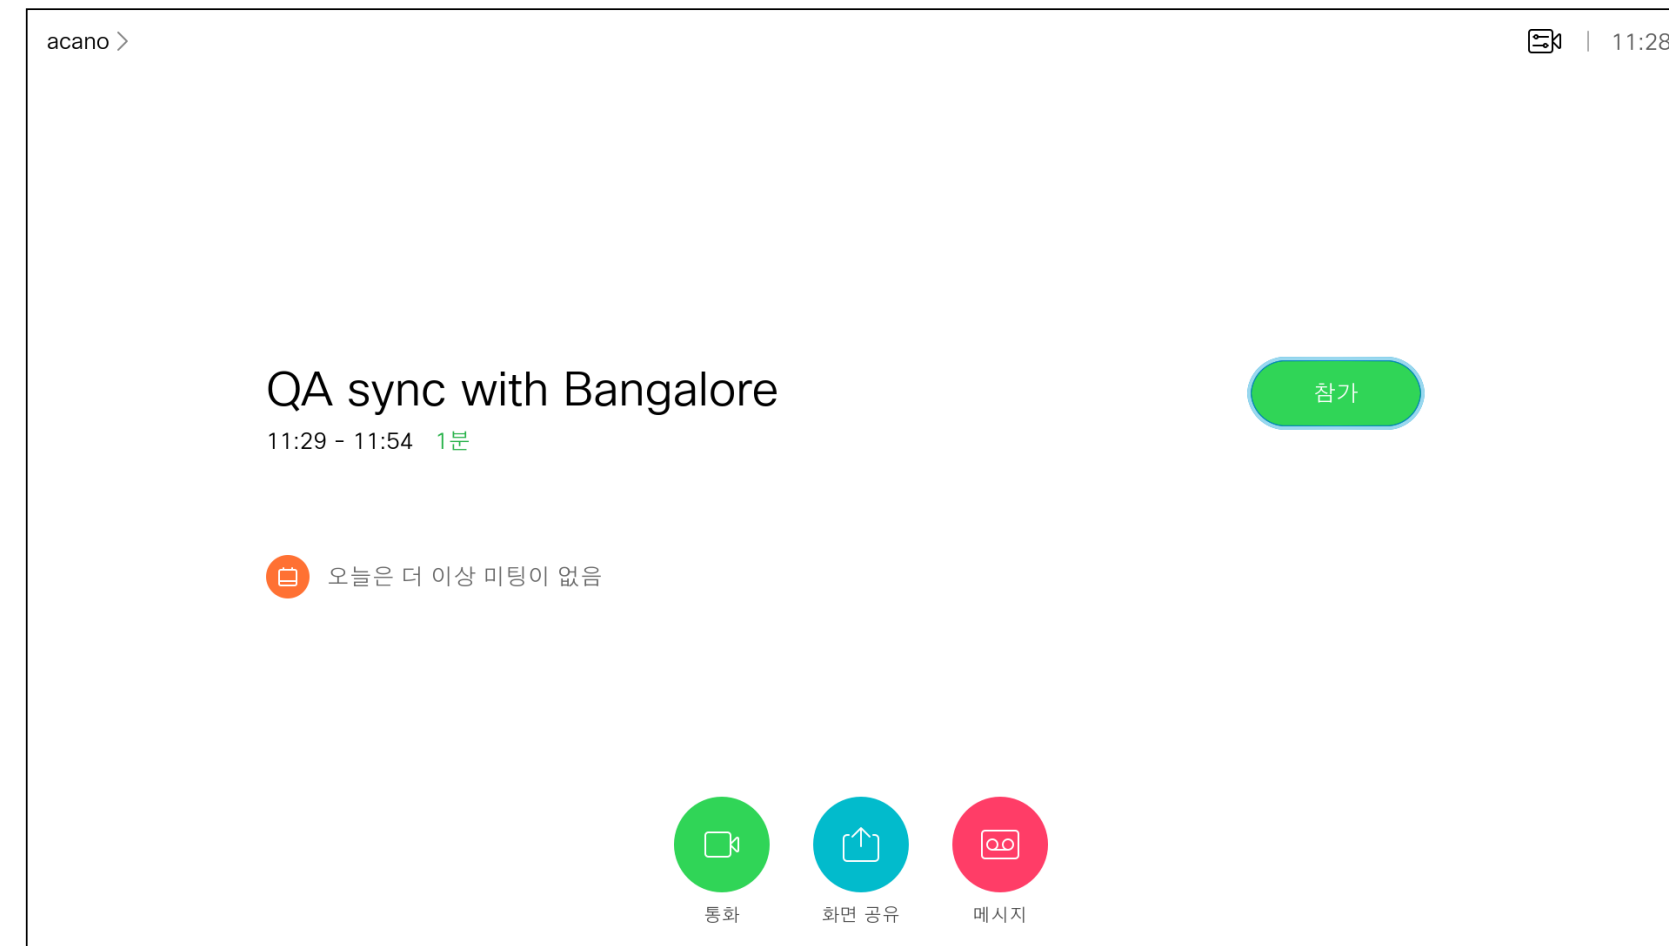 acano
11:28
QA sync with Bangalore
참가
11:29 - 11:54 1분
오늘은 더 이상 미팅이 없음
통화
화면 공유
메시지